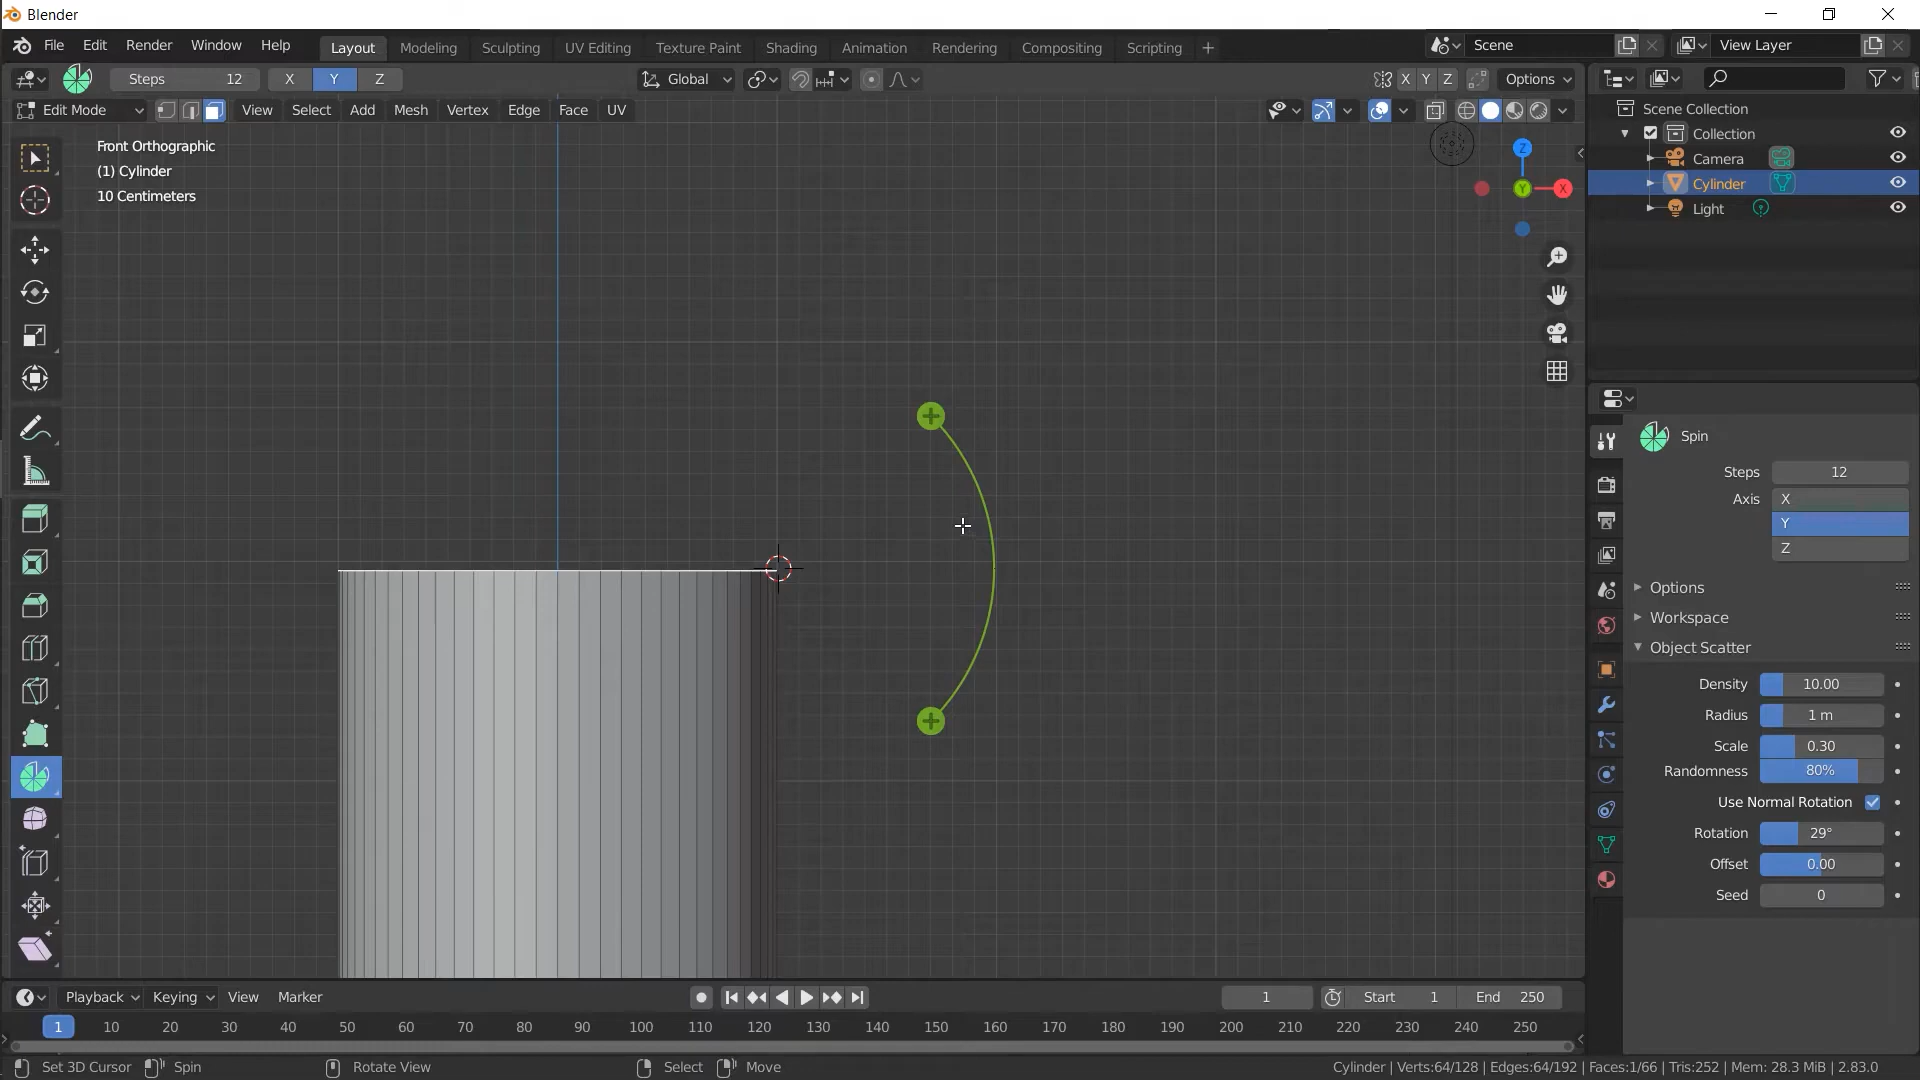 Blender
File Edit Render Window Help Layout Modeling Sculpting UV Editing Texture Paint Shading Animation Rendering Compositing Scripting + Scene View Layer
Steps 12 X Y Z Global X Y Z Options
Edit Mode View Select Add Mesh Vertex Edge Face UV
Front Orthographic
(1) Cylinder
10 Centimeters
Z
Y
X
Scene Collection
Collection
Camera
Cylinder
Light
Spin
Steps 12
Axis X
Y
Z
Options
Workspace
Object Scatter
Density 10.00
Radius 1 m
Scale 0.30
Randomness 80%
Use Normal Rotation
Rotation 29°
Offset 0.00
Seed 0
Playback Keying View Marker 1 Start 1 End 250
1 10 20 30 40 50 60 70 80 90 100 110 120 130 140 150 160 170 180 190 200 210 220 230 240 250
Set 3D Cursor Spin Rotate View Select Move Cylinder | Verts:64/128 | Edges:64/192 | Faces:1/66 | Tris:252 | Mem: 28.3 MiB | 2.83.0